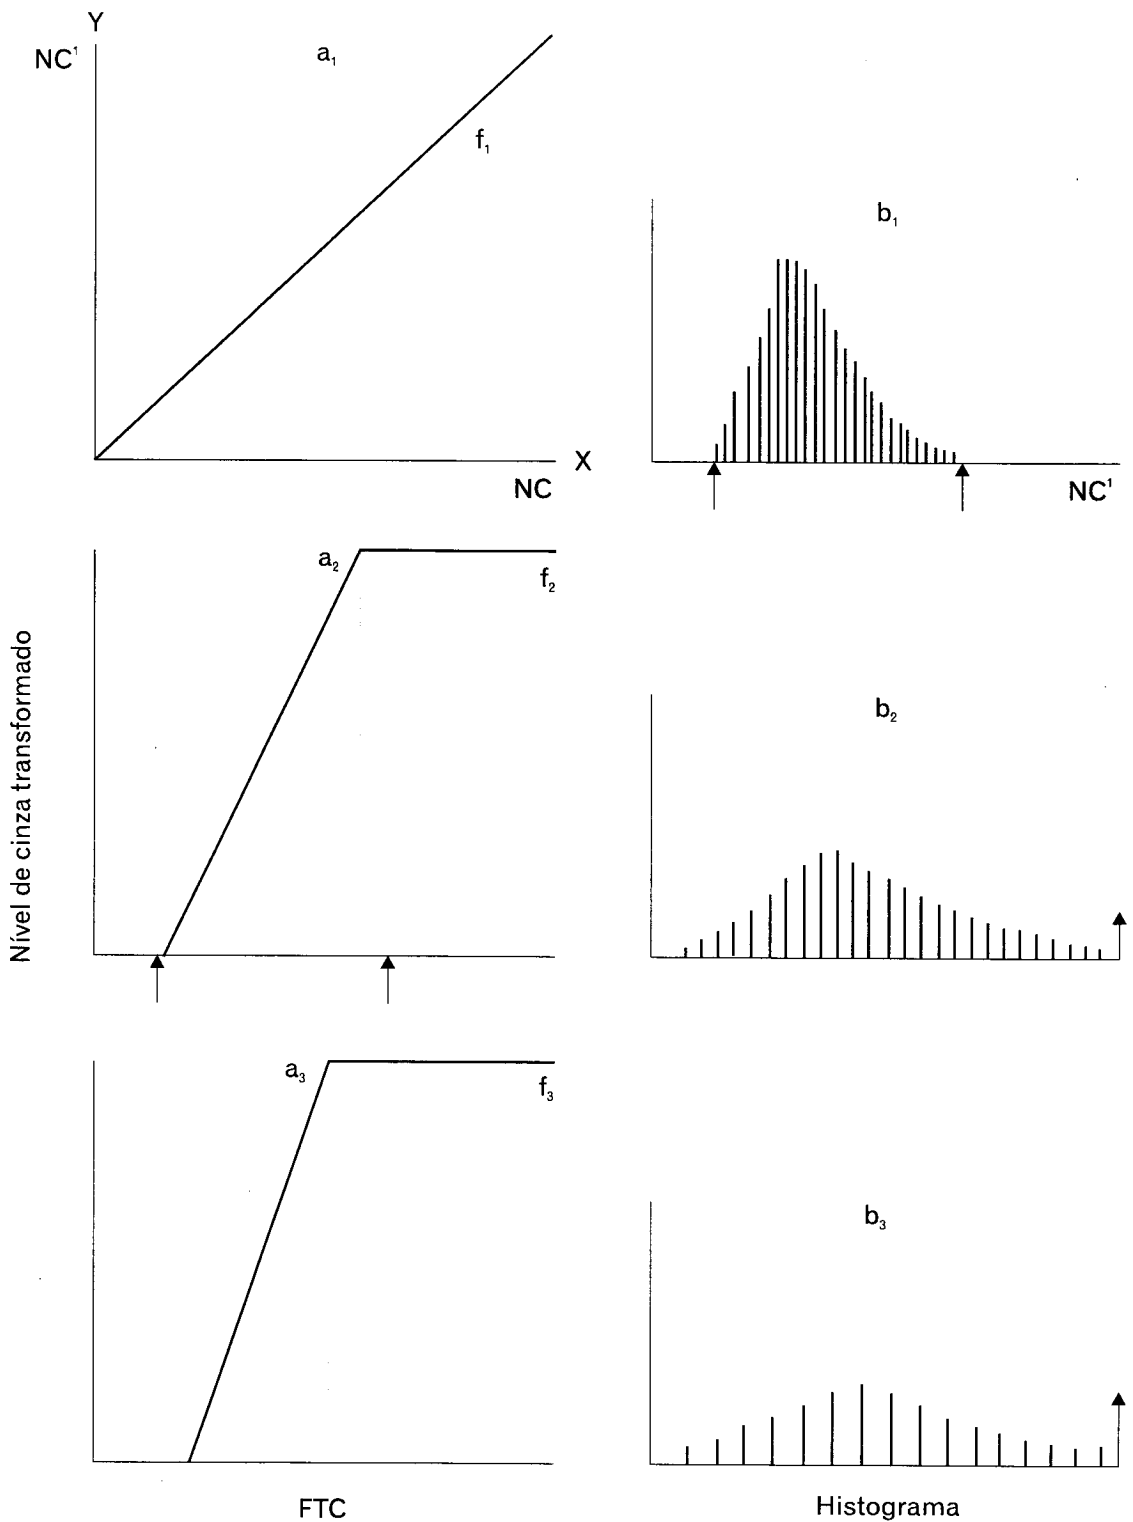 Y
NC¹
a₁
f₁
X
NC
b₁
NC¹
Nível de cinza transformado
a₂
f₂
b₂
a₃
f₃
b₃
FTC
Histograma